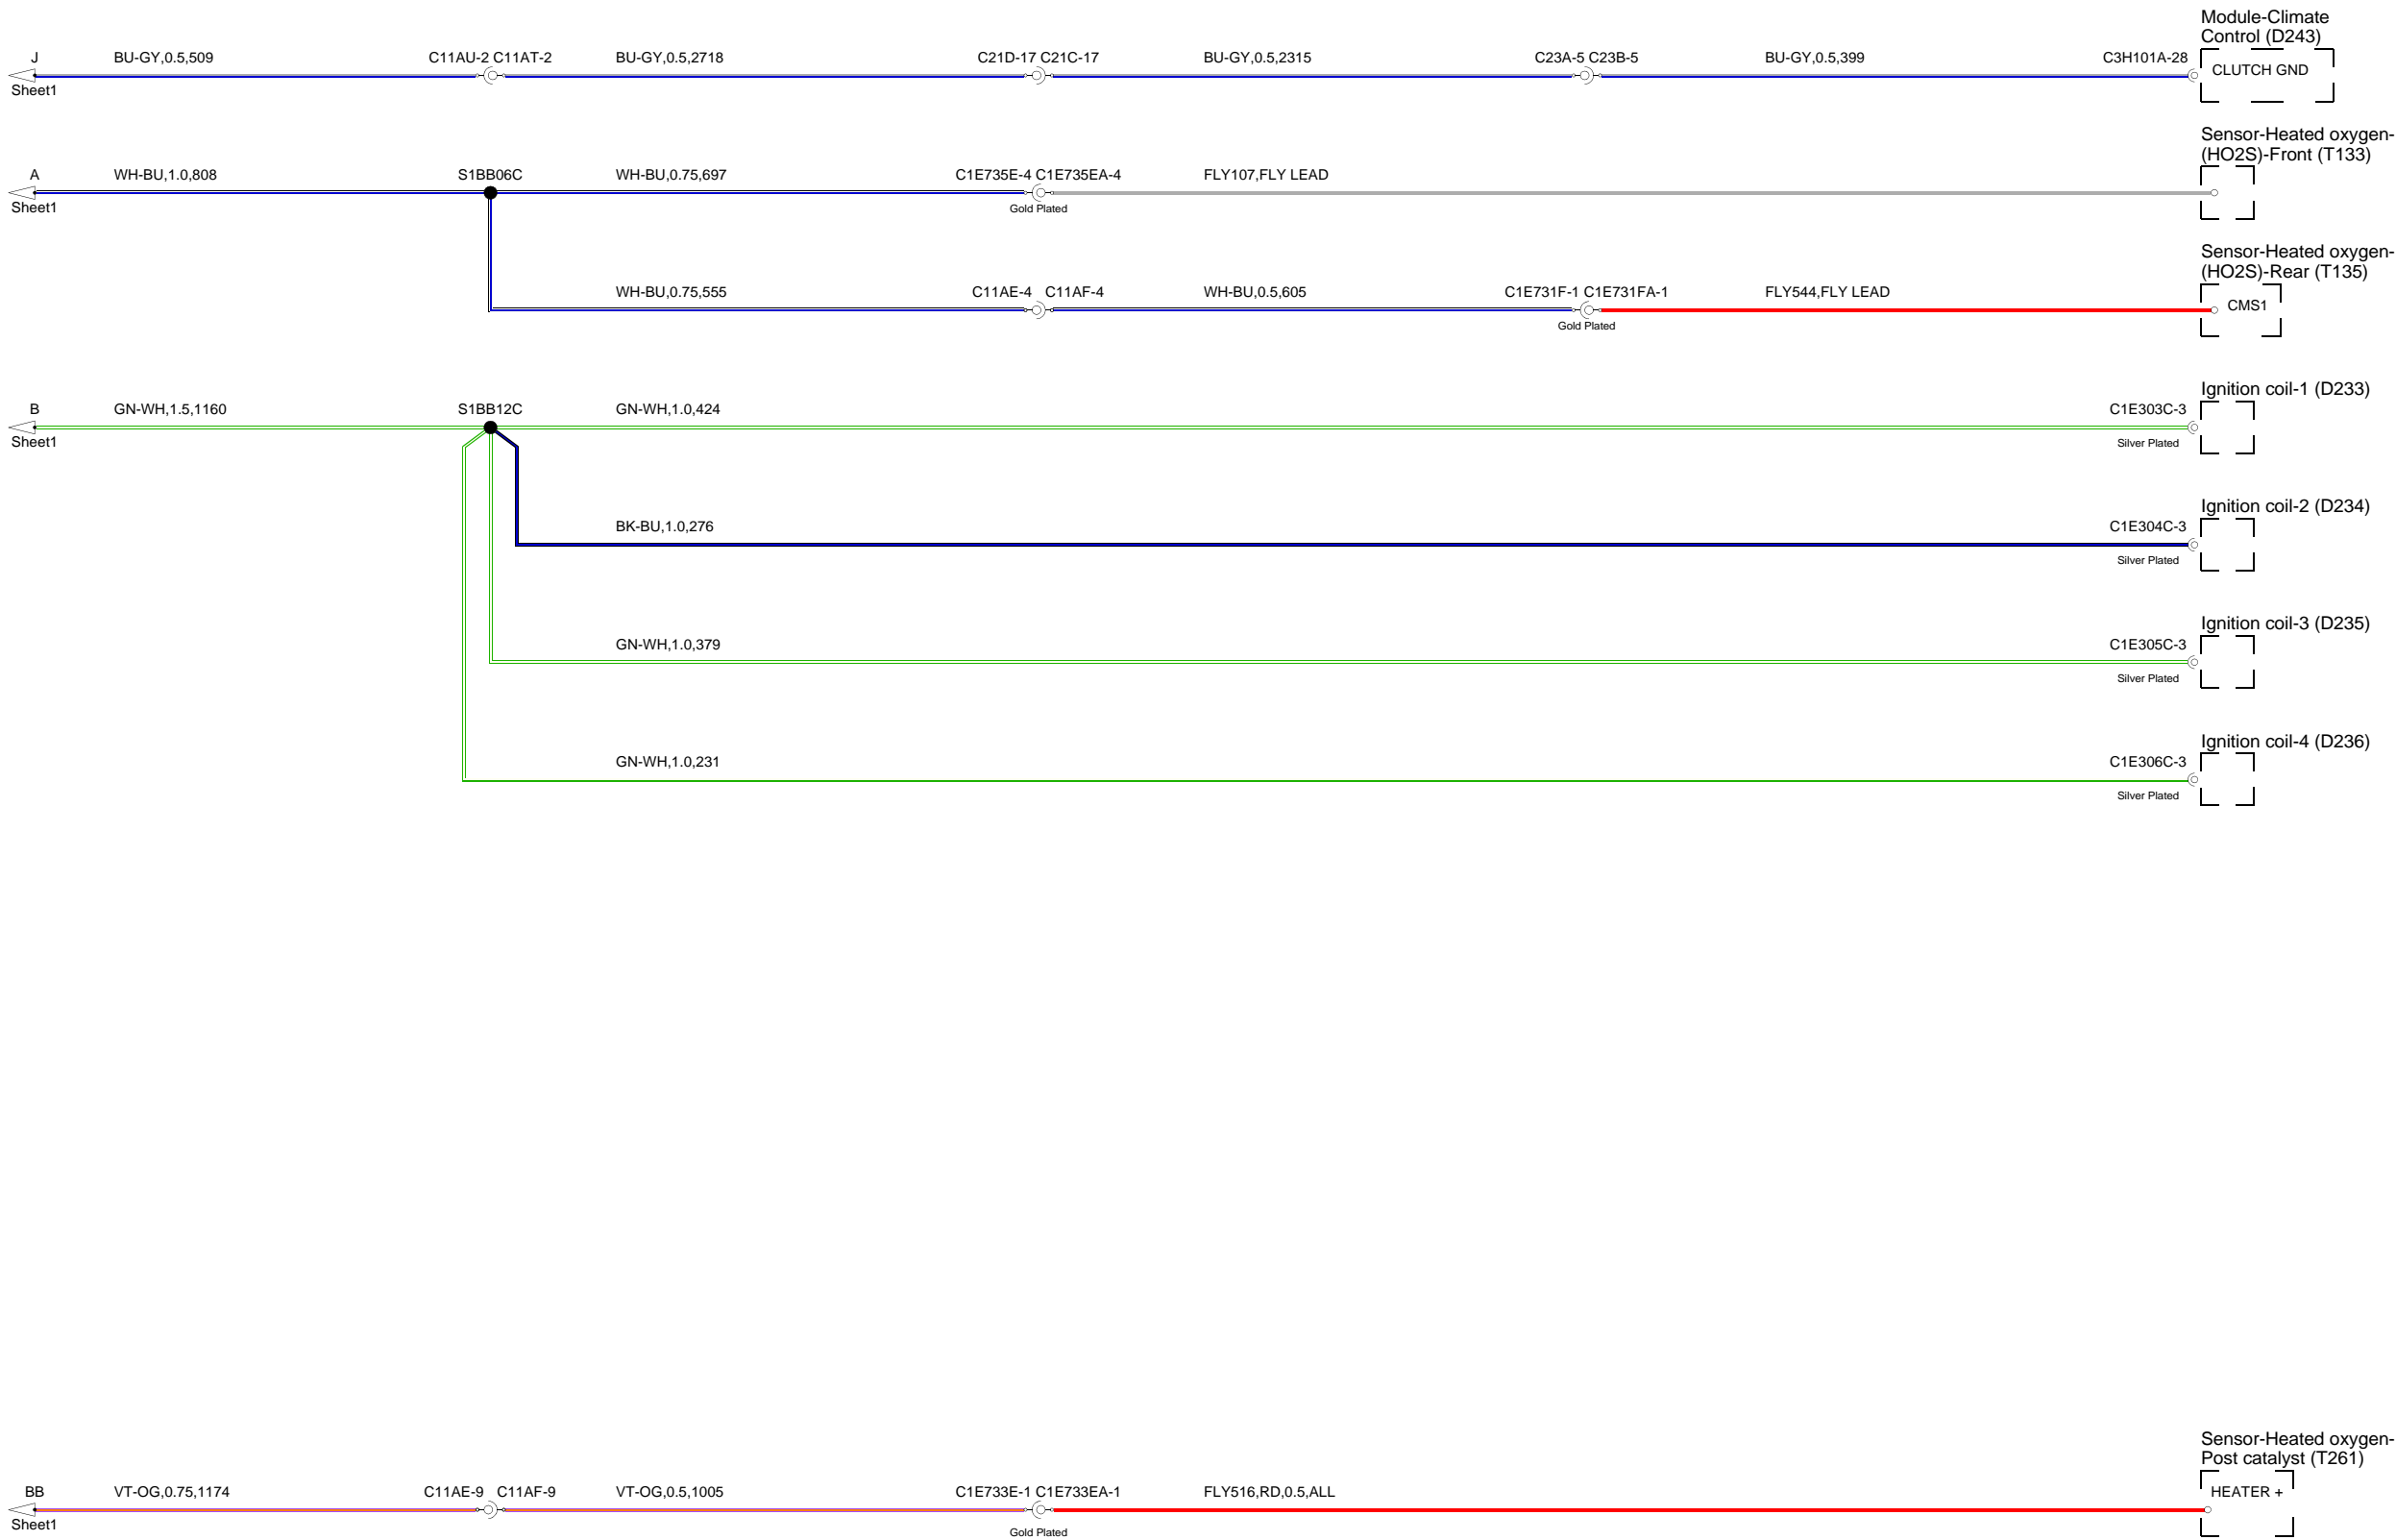 Module-Climate
Control (D243)
J BU-GY,0.5,509 C11AU-2 C11AT-2 BU-GY,0.5,2718 C21D-17 C21C-17 BU-GY,0.5,2315 C23A-5 C23B-5 BU-GY,0.5,399 C3H101A-28 CLUTCH GND
Sheet1
Sensor-Heated oxygen-
(HO2S)-Front (T133)
A WH-BU,1.0,808 S1BB06C WH-BU,0.75,697 C1E735E-4 C1E735EA-4 FLY107,FLY LEAD
Sheet1 Gold Plated
Sensor-Heated oxygen-
(HO2S)-Rear (T135)
WH-BU,0.75,555 C11AE-4 C11AF-4 WH-BU,0.5,605 C1E731F-1 C1E731FA-1 FLY544,FLY LEAD CMS1
Gold Plated
Ignition coil-1 (D233)
B GN-WH,1.5,1160 S1BB12C GN-WH,1.0,424 C1E303C-3
Sheet1 Silver Plated
Ignition coil-2 (D234)
BK-BU,1.0,276 C1E304C-3
Silver Plated
Ignition coil-3 (D235)
GN-WH,1.0,379 C1E305C-3
Silver Plated
Ignition coil-4 (D236)
GN-WH,1.0,231 C1E306C-3
Silver Plated
Sensor-Heated oxygen-
Post catalyst (T261)
BB VT-OG,0.75,1174 C11AE-9 C11AF-9 VT-OG,0.5,1005 C1E733E-1 C1E733EA-1 FLY516,RD,0.5,ALL HEATER +
Sheet1 Gold Plated